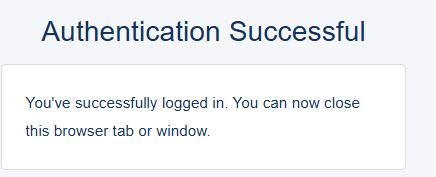 Authentication Successful
You've successfully logged in. You can now close
this browser tab or window.